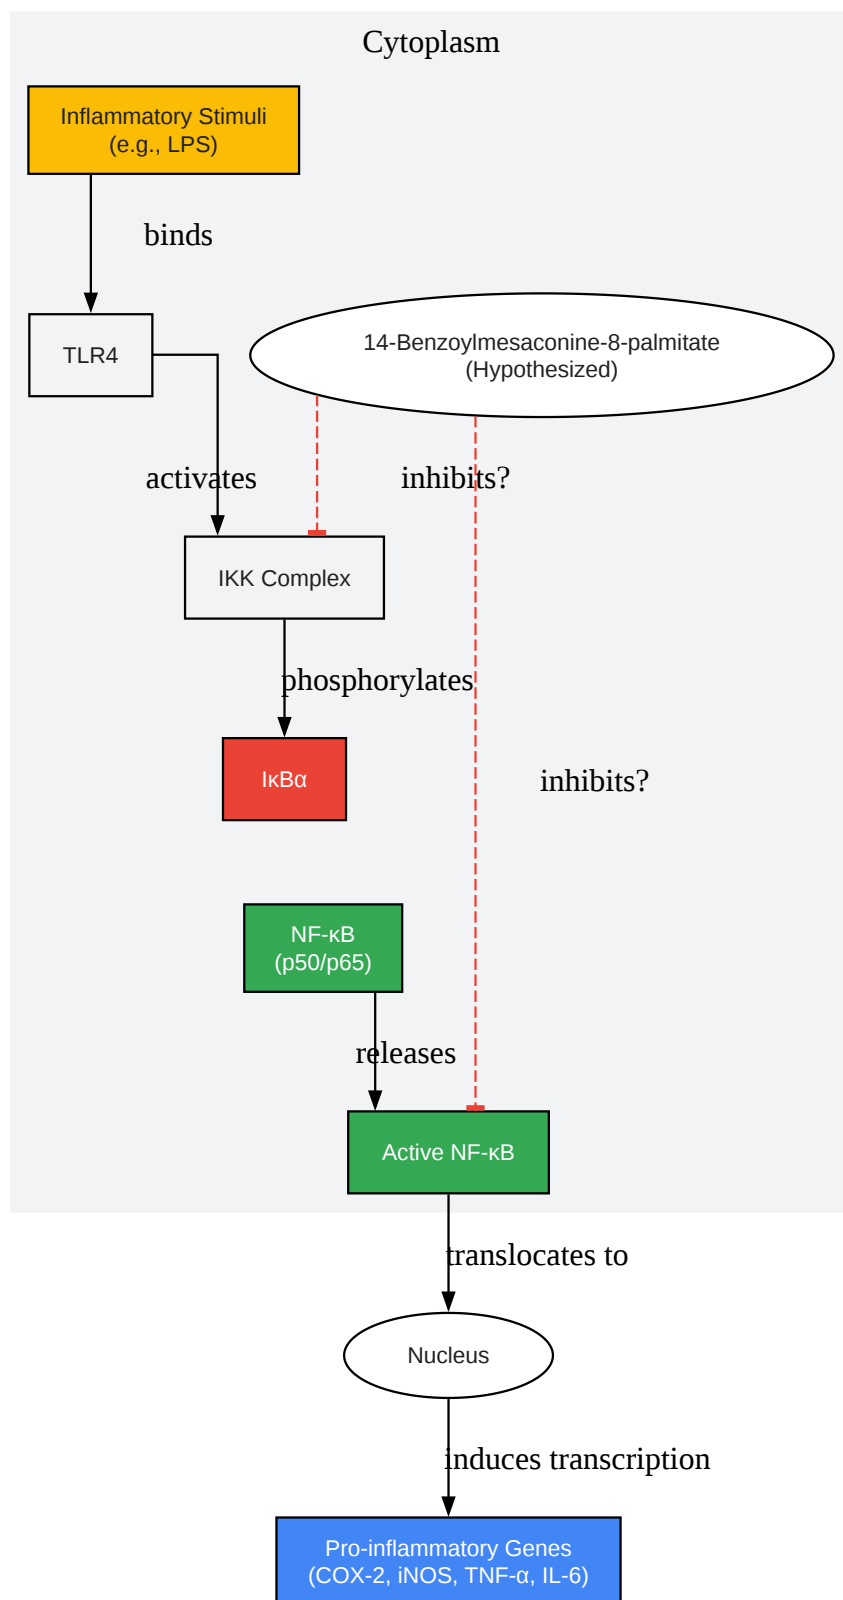 Cytoplasm
Inflammatory Stimuli
(e.g., LPS)
binds
TLR4
14-Benzoylmesaconine-8-palmitate
(Hypothesized)
activates
inhibits?
IKK Complex
phosphorylates
IκBα
inhibits?
NF-κB
(p50/p65)
releases
Active NF-κB
translocates to
Nucleus
induces transcription
Pro-inflammatory Genes
(COX-2, iNOS, TNF-α, IL-6)